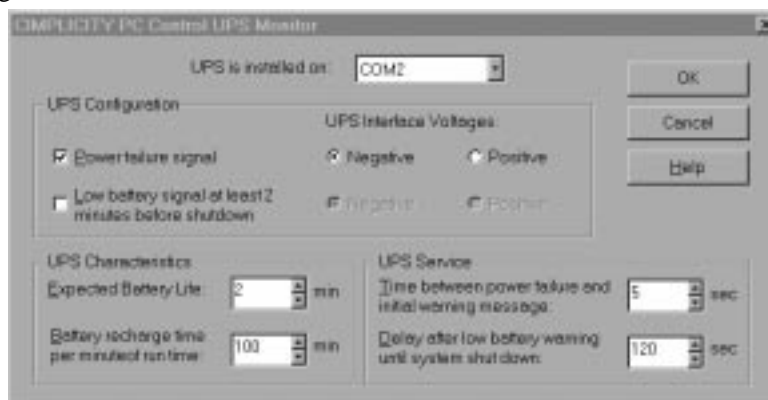 CIMPLICITY PC Control UPS Monitor
UPS is installed on: COM2
OK
UPS Configuration
UPS Interface Voltages:
Cancel
Power failure signal
Negative Positive
Help
Low battery signal at least 2
minutes before shutdown
Negative Positive
UPS Characteristics
Expected Battery Life: 2 min
Battery recharge time
per minute of run time: 100 min
UPS Service
Time between power failure and
initial warning message: 5 sec
Delay after low battery warning
until system shut down: 120 sec